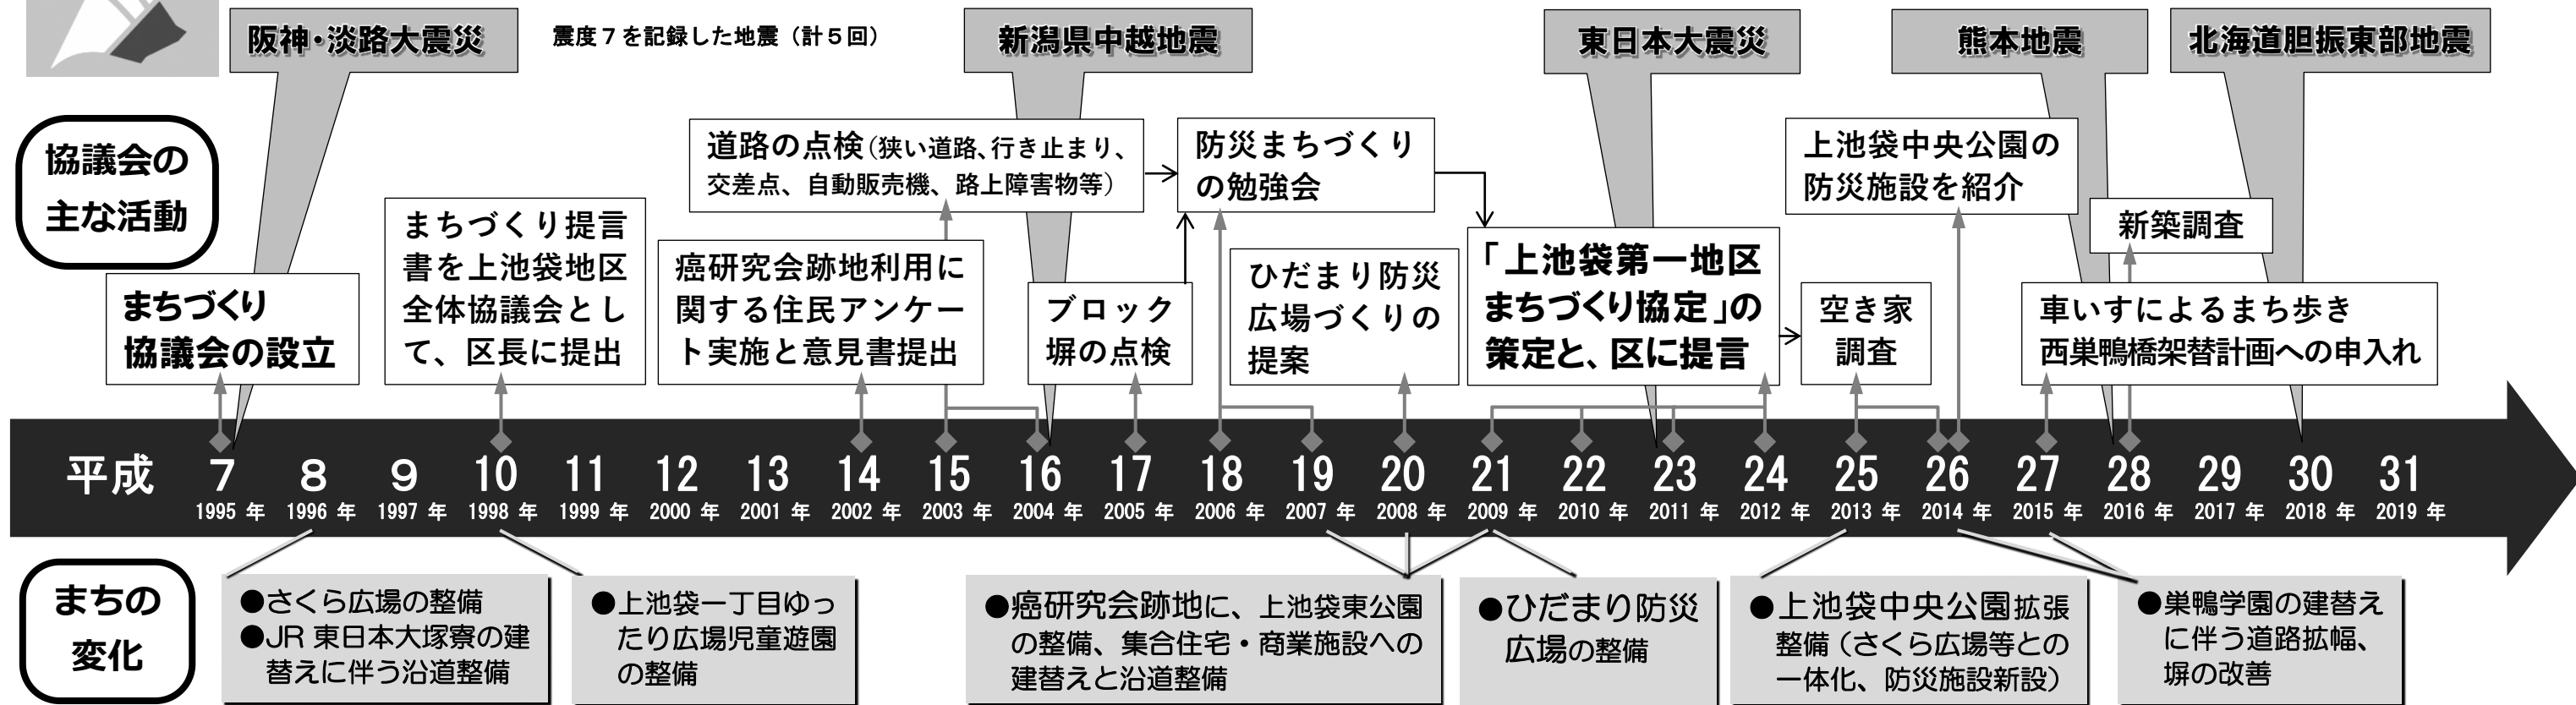 阪神・淡路大震災
震度７を記録した地震（計５回）
新潟県中越地震
東日本大震災
熊本地震
北海道胆振東部地震
協議会の
主な活動
まちづくり
協議会の設立
まちづくり提言
書を上池袋地区
全体協議会とし
て、区長に提出
道路の点検（狭い道路、行き止まり、
交差点、自動販売機、路上障害物等）
癌研究会跡地利用に
関する住民アンケー
ト実施と意見書提出
ブロック
塀の点検
防災まちづくり
の勉強会
ひだまり防災
広場づくりの
提案
「上池袋第一地区
まちづくり協定」の
策定と、区に提言
空き家
調査
上池袋中央公園の
防災施設を紹介
新築調査
車いすによるまち歩き
西巣鴨橋架替計画への申入れ
平成 7 8 9 10 11 12 13 14 15 16 17 18 19 20 21 22 23 24 25 26 27 28 29 30 31
1995 年 1996 年 1997 年 1998 年 1999 年 2000 年 2001 年 2002 年 2003 年 2004 年 2005 年 2006 年 2007 年 2008 年 2009 年 2010 年 2011 年 2012 年 2013 年 2014 年 2015 年 2016 年 2017 年 2018 年 2019 年
まちの
変化
●さくら広場の整備
●JR 東日本大塚寮の建
替えに伴う沿道整備
●上池袋一丁目ゆっ
たり広場児童遊園
の整備
●癌研究会跡地に、上池袋東公園
の整備、集合住宅・商業施設への
建替えと沿道整備
●ひだまり防災
広場の整備
●上池袋中央公園拡張
整備（さくら広場等との
一体化、防災施設新設）
●巣鴨学園の建替え
に伴う道路拡幅、
塀の改善